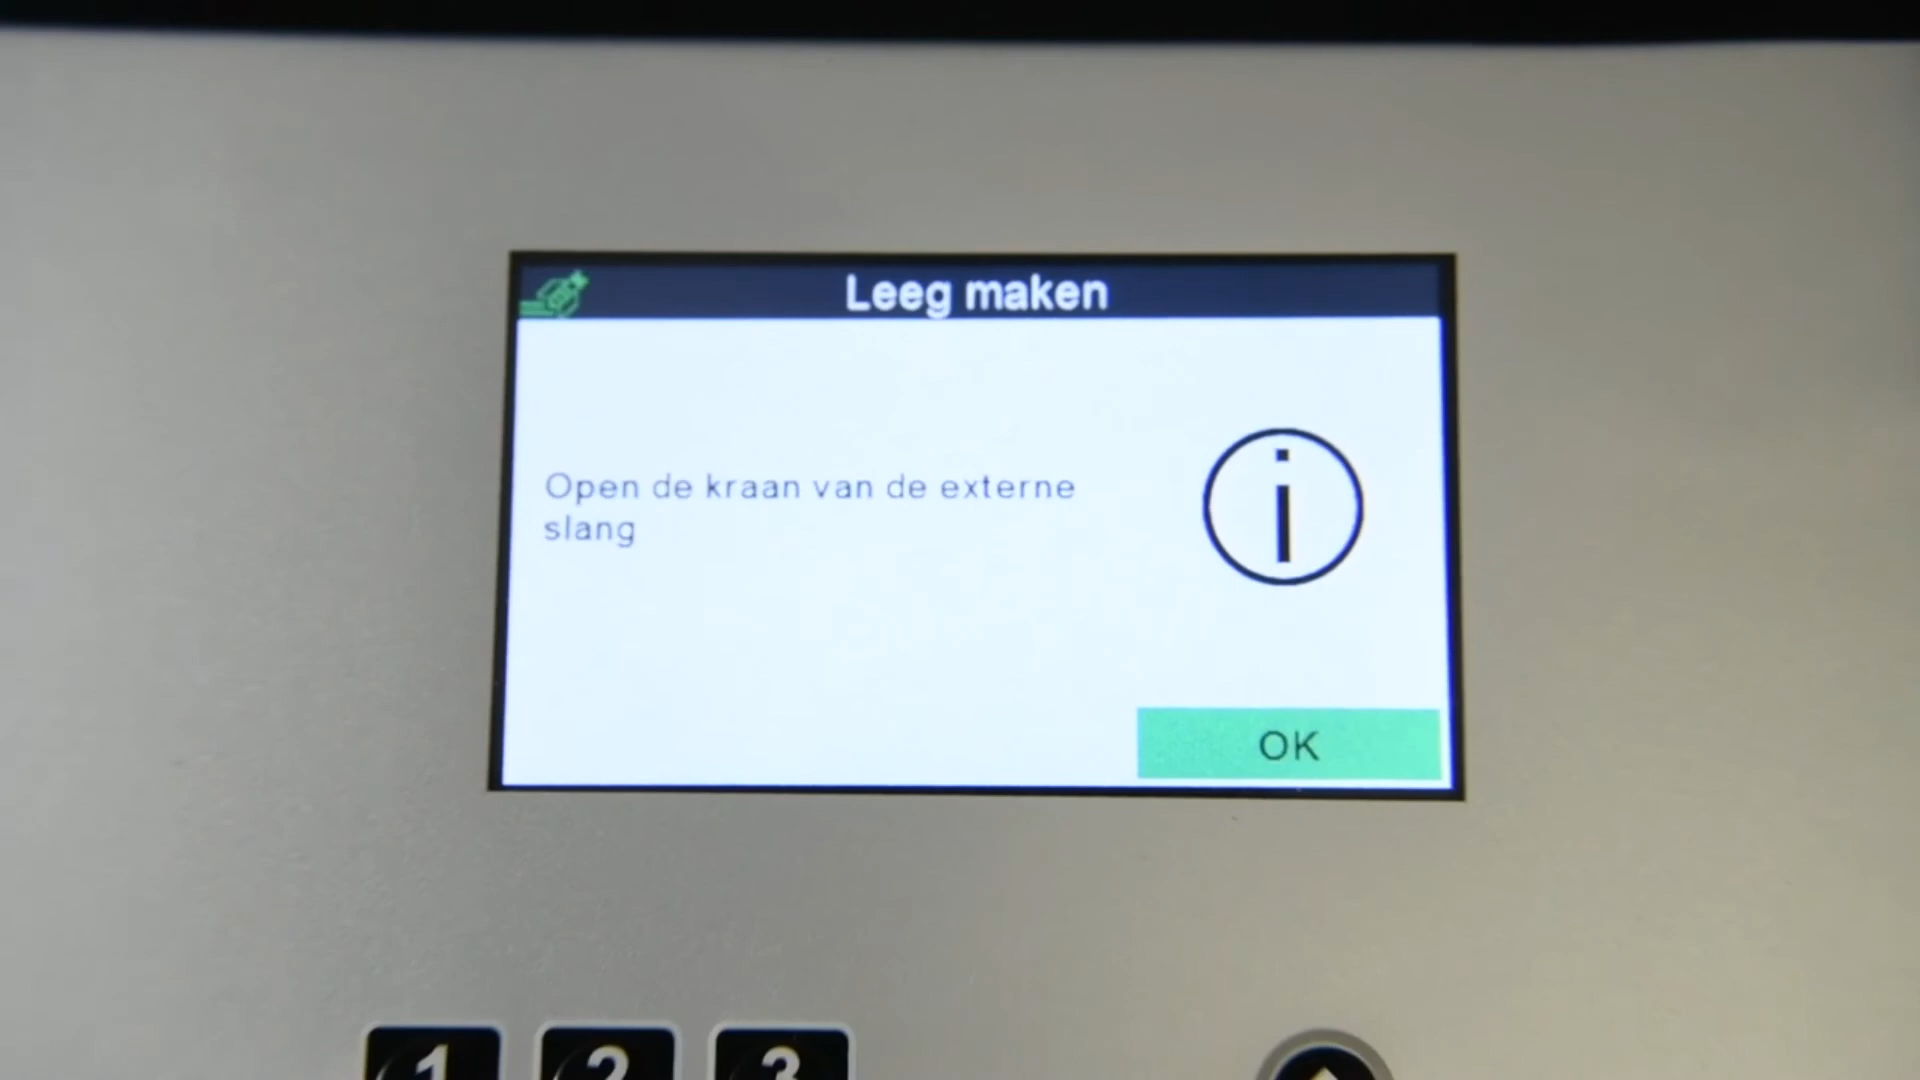 Leeg maken
Open de kraan van de externe
slang
i
OK
1 2 3